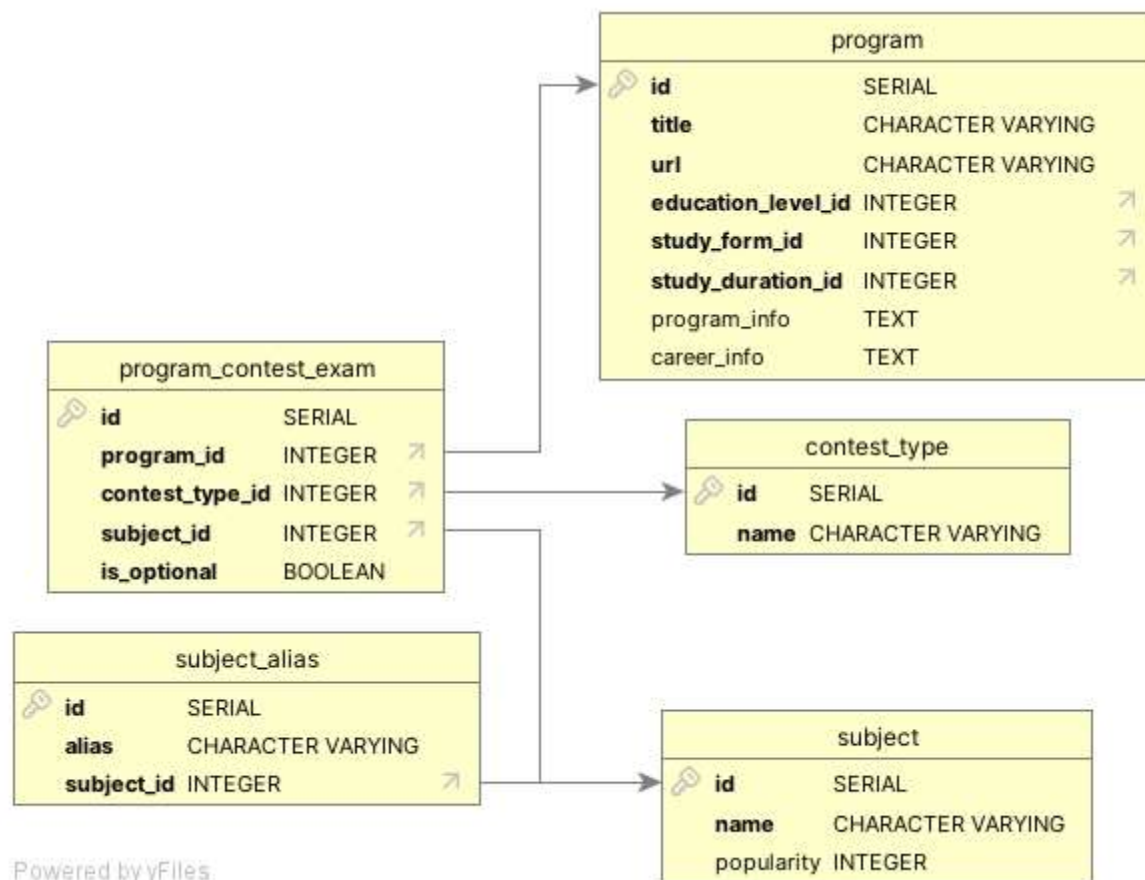 program
id SERIAL
title CHARACTER VARYING
url CHARACTER VARYING
education_level_id INTEGER
study_form_id INTEGER
study_duration_id INTEGER
program_info TEXT
career_info TEXT
program_contest_exam
id SERIAL
program_id INTEGER
contest_type_id INTEGER
subject_id INTEGER
is_optional BOOLEAN
contest_type
id SERIAL
name CHARACTER VARYING
subject_alias
id SERIAL
alias CHARACTER VARYING
subject_id INTEGER
subject
id SERIAL
name CHARACTER VARYING
popularity INTEGER
Powered by yFiles